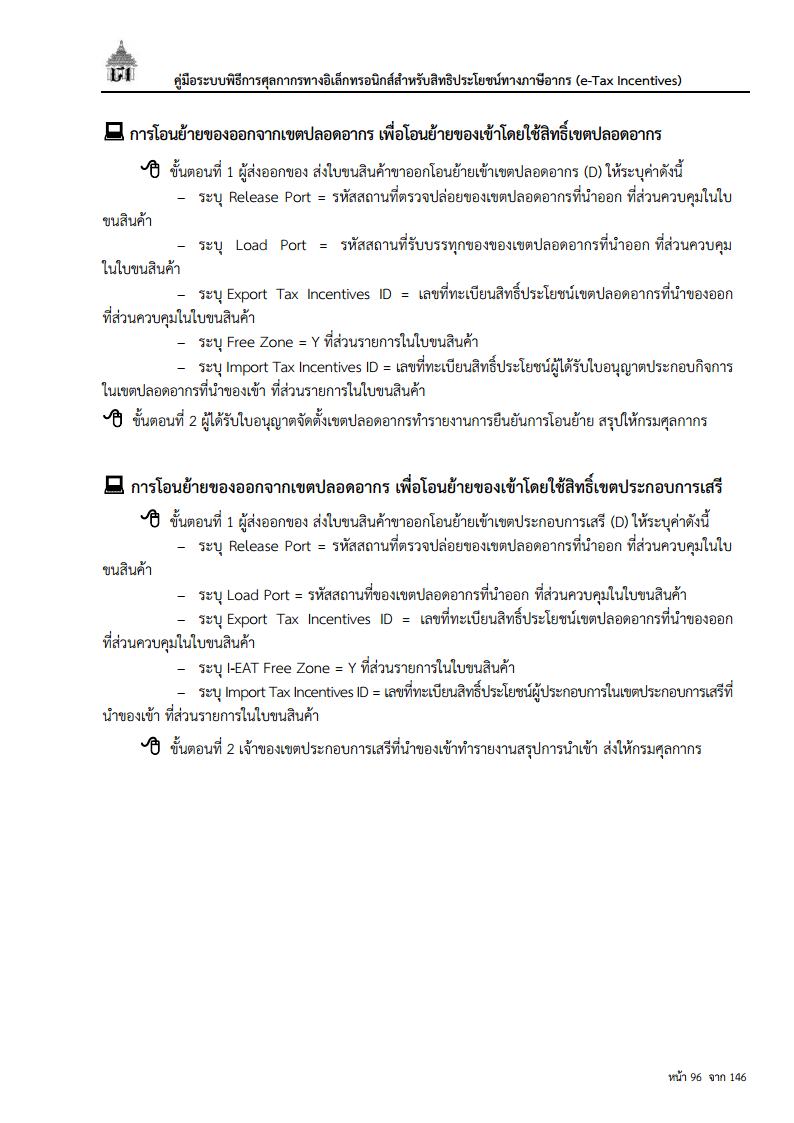 คู่มือระบบพิธีการศุลกากรทางอิเล็กทรอนิกส์สำหรับสิทธิประโยชน์ทางภาษีอากร (e-Tax Incentives)
การโอนย้ายของออกจากเขตปลอดอากร เพื่อโอนย้ายของเข้าโดยใช้สิทธิ์เขตปลอดอากร
ขั้นตอนที่ 1 ผู้ส่งออกของ ส่งใบขนสินค้าขาออกโอนย้ายเข้าเขตปลอดอากร (D) ให้ระบุค่าดังนี้
– ระบุ Release Port = รหัสสถานที่ตรวจปล่อยของเขตปลอดอากรที่นำออก ที่ส่วนควบคุมในใบ
ขนสินค้า
– ระบุ Load Port = รหัสสถานที่รับบรรทุกของของเขตปลอดอากรที่นำออก ที่ส่วนควบคุม
ในใบขนสินค้า
– ระบุ Export Tax Incentives ID = เลขที่ทะเบียนสิทธิ์ประโยชน์เขตปลอดอากรที่นำของออก
ที่ส่วนควบคุมในใบขนสินค้า
– ระบุ Free Zone = Y ที่ส่วนรายการในใบขนสินค้า
– ระบุ Import Tax Incentives ID = เลขที่ทะเบียนสิทธิ์ประโยชน์ผู้ได้รับใบอนุญาตประกอบกิจการ
ในเขตปลอดอากรที่นำของเข้า ที่ส่วนรายการในใบขนสินค้า
ขั้นตอนที่ 2 ผู้ได้รับใบอนุญาตจัดตั้งเขตปลอดอากรทำรายงานการยืนยันการโอนย้าย สรุปให้กรมศุลกากร
การโอนย้ายของออกจากเขตปลอดอากร เพื่อโอนย้ายของเข้าโดยใช้สิทธิ์เขตประกอบการเสรี
ขั้นตอนที่ 1 ผู้ส่งออกของ ส่งใบขนสินค้าขาออกโอนย้ายเข้าเขตประกอบการเสรี (D) ให้ระบุค่าดังนี้
– ระบุ Release Port = รหัสสถานที่ตรวจปล่อยของเขตปลอดอากรที่นำออก ที่ส่วนควบคุมในใบ
ขนสินค้า
– ระบุ Load Port = รหัสสถานที่ของเขตปลอดอากรที่นำออก ที่ส่วนควบคุมในใบขนสินค้า
– ระบุ Export Tax Incentives ID = เลขที่ทะเบียนสิทธิ์ประโยชน์เขตปลอดอากรที่นำของออก
ที่ส่วนควบคุมในใบขนสินค้า
– ระบุ I-EAT Free Zone = Y ที่ส่วนรายการในใบขนสินค้า
– ระบุ Import Tax Incentives ID = เลขที่ทะเบียนสิทธิ์ประโยชน์ผู้ประกอบการในเขตประกอบการเสรีที่
นำของเข้า ที่ส่วนรายการในใบขนสินค้า
ขั้นตอนที่ 2 เจ้าของเขตประกอบการเสรีที่นำของเข้าทำรายงานสรุปการนำเข้า ส่งให้กรมศุลกากร
หน้า 96 จาก 146